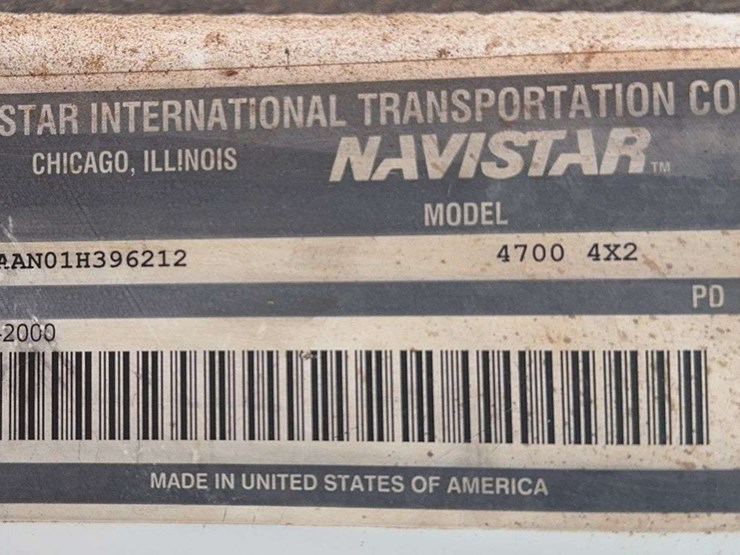 STAR INTERNATIONAL TRANSPORTATION CO
CHICAGO, ILLINOIS
NAVISTAR TM
MODEL
AAN01H396212 4700 4X2
PD
-2000
MADE IN UNITED STATES OF AMERICA